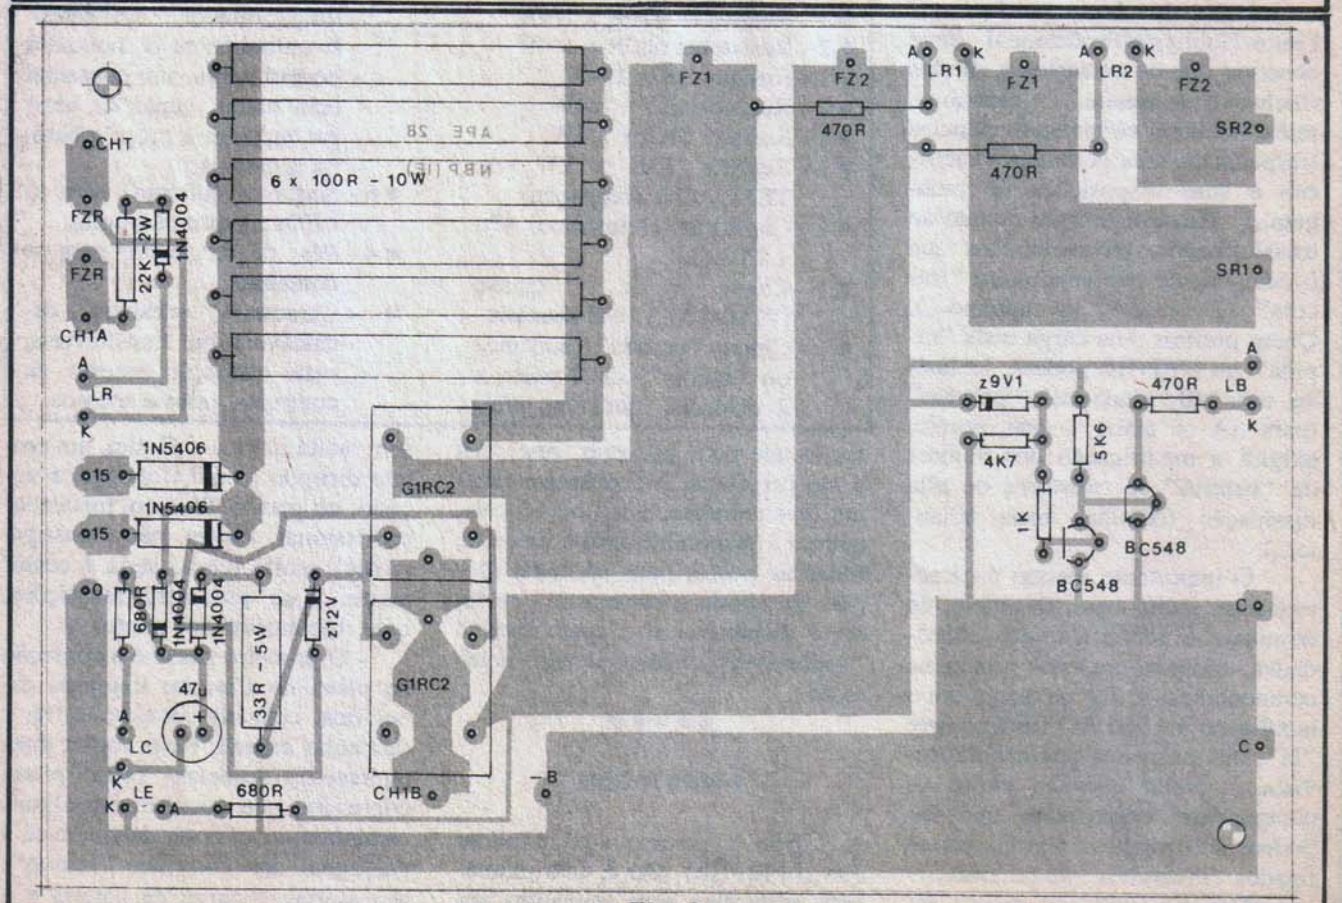 FZ1
FZ2
A
K
LR1
FZ1
A
K
LR2
FZ2
470R
470R
SR2
SR1
APE 28
NBP (IE)
6 x 100R - 10W
CHT
FZR
FZR
22K - 2W
1N4004
CH1A
A
LR
K
15
1N5406
15
1N5406
0
680R
1N4004
1N4004
33R - 5W
z12V
G1RC2
G1RC2
47u
-
+
A
LC
K
K
LE
A
680R
CH1B
-B
z9V1
4K7
5K6
1K
470R
A
LB
K
BC548
BC548
C
C